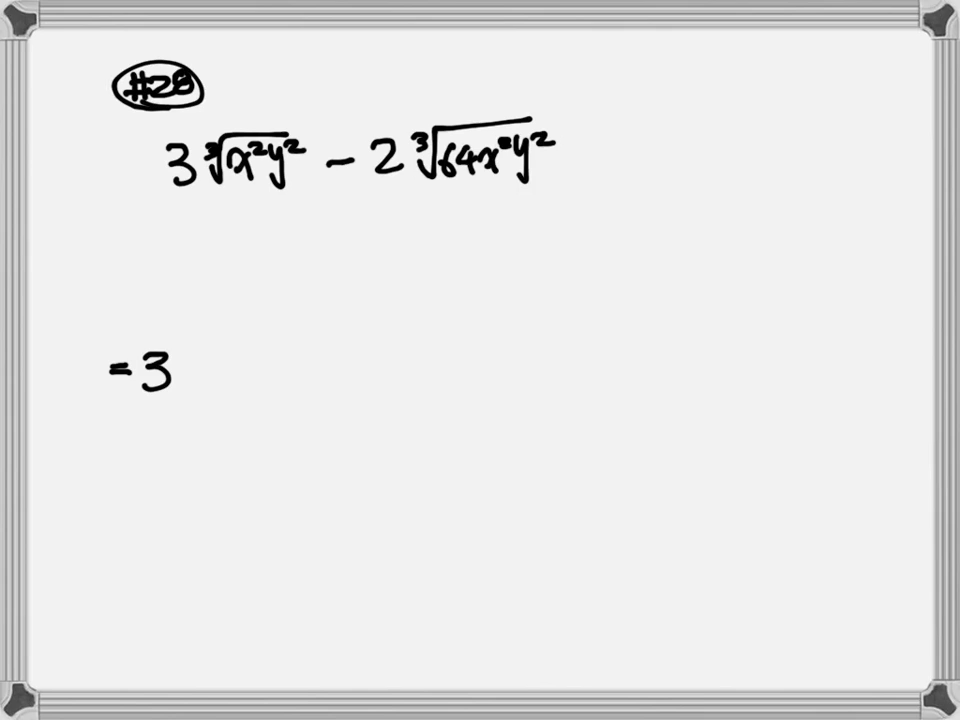 #28
3∛x²y² − 2∛64x²y²
= 3